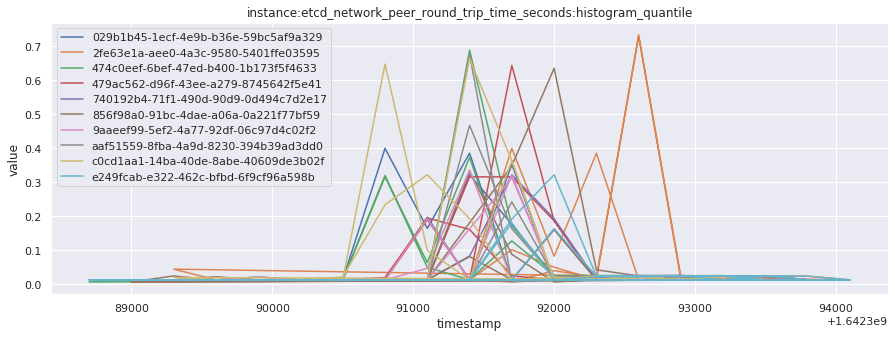 instance:etcd_network_peer_round_trip_time_seconds:histogram_quantile
029b1b45-1ecf-4e9b-b36e-59bc5af9a329
2fe63e1a-aee0-4a3c-9580-5401ffe03595
474c0eef-6bef-47ed-b400-1b173f5f4633
479ac562-d96f-43ee-a279-8745642f5e41
740192b4-71f1-490d-90d9-0d494c7d2e17
856f98a0-91bc-4dae-a06a-0a221f77bf59
9aaeef99-5ef2-4a77-92df-06c97d4c02f2
aaf51559-8fba-4a9d-8230-394b39ad3dd0
c0cd1aa1-14ba-40de-8abe-40609de3b02f
e249fcab-e322-462c-bfbd-6f9cf96a598b
value
0.7
0.6
0.5
0.4
0.3
0.2
0.1
0.0
89000 90000 91000 92000 93000 94000
timestamp
+1.6423e9